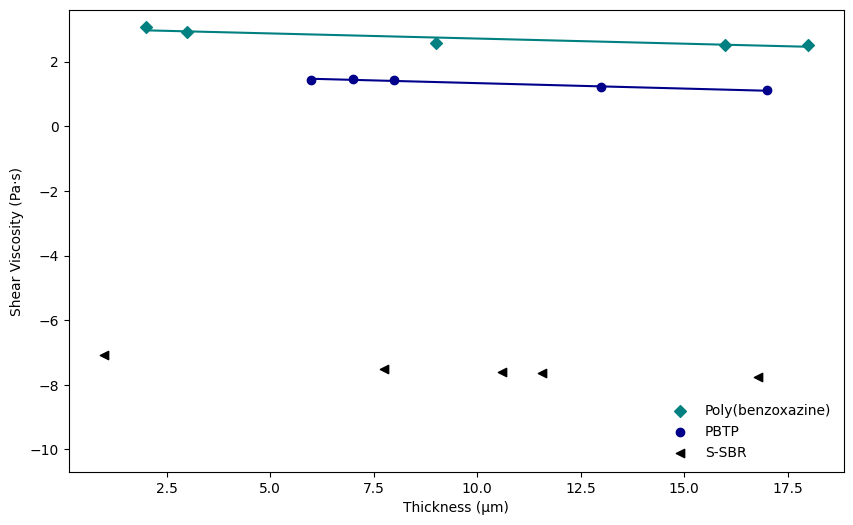 2
0
−2
−4
−6
−8
−10
Shear Viscosity (Pa·s)
2.5 5.0 7.5 10.0 12.5 15.0 17.5
Thickness (μm)
Poly(benzoxazine)
PBTP
S-SBR